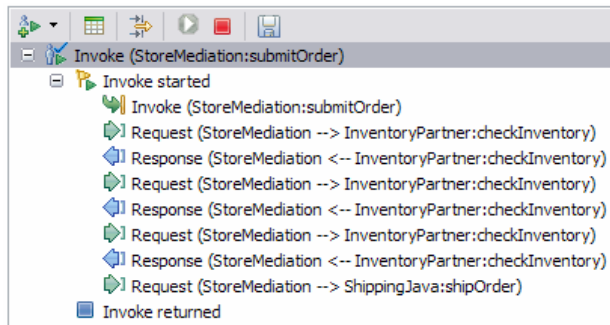 Invoke (StoreMediation:submitOrder)
Invoke started
Invoke (StoreMediation:submitOrder)
Request (StoreMediation --> InventoryPartner:checkInventory)
Response (StoreMediation <-- InventoryPartner:checkInventory)
Request (StoreMediation --> InventoryPartner:checkInventory)
Response (StoreMediation <-- InventoryPartner:checkInventory)
Request (StoreMediation --> InventoryPartner:checkInventory)
Response (StoreMediation <-- InventoryPartner:checkInventory)
Request (StoreMediation --> ShippingJava:shipOrder)
Invoke returned